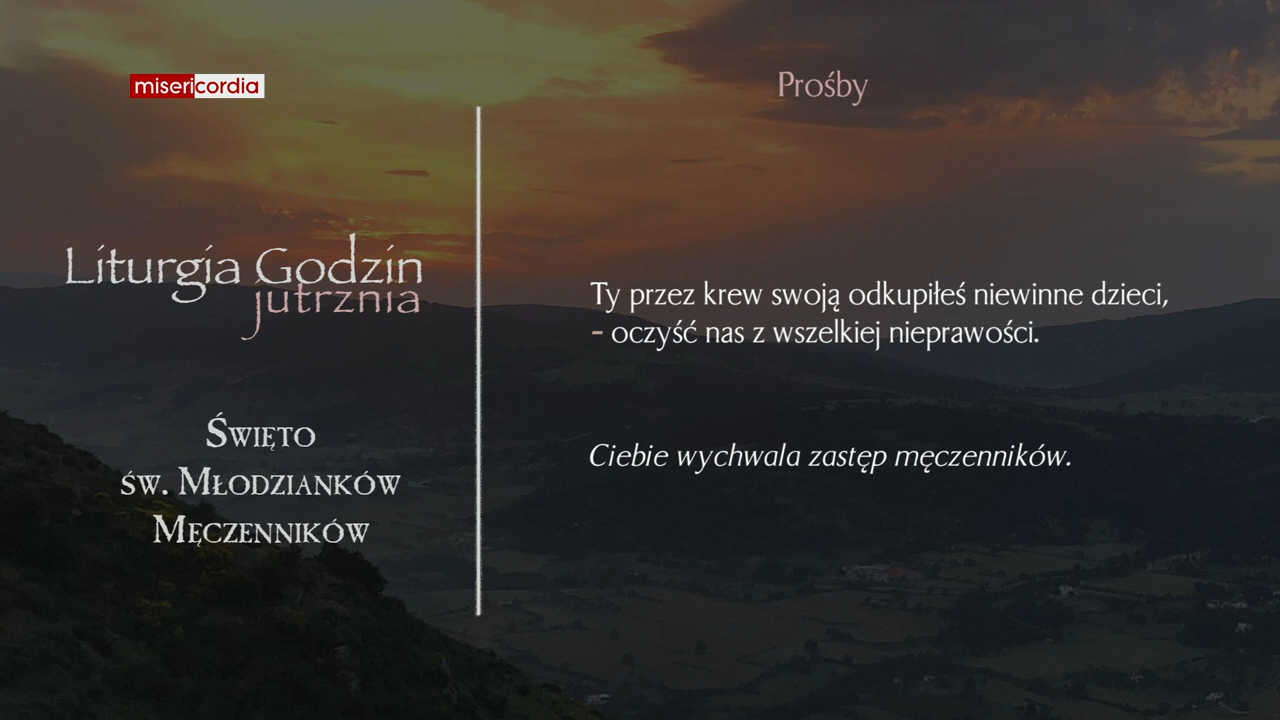 misericordia
Liturgia Godzin
jutrznia
Święto
św. Młodzianków
Męczenników
Prośby
Ty przez krew swoją odkupiłeś niewinne dzieci,
- oczyść nas z wszelkiej nieprawości.
Ciebie wychwala zastęp męczenników.